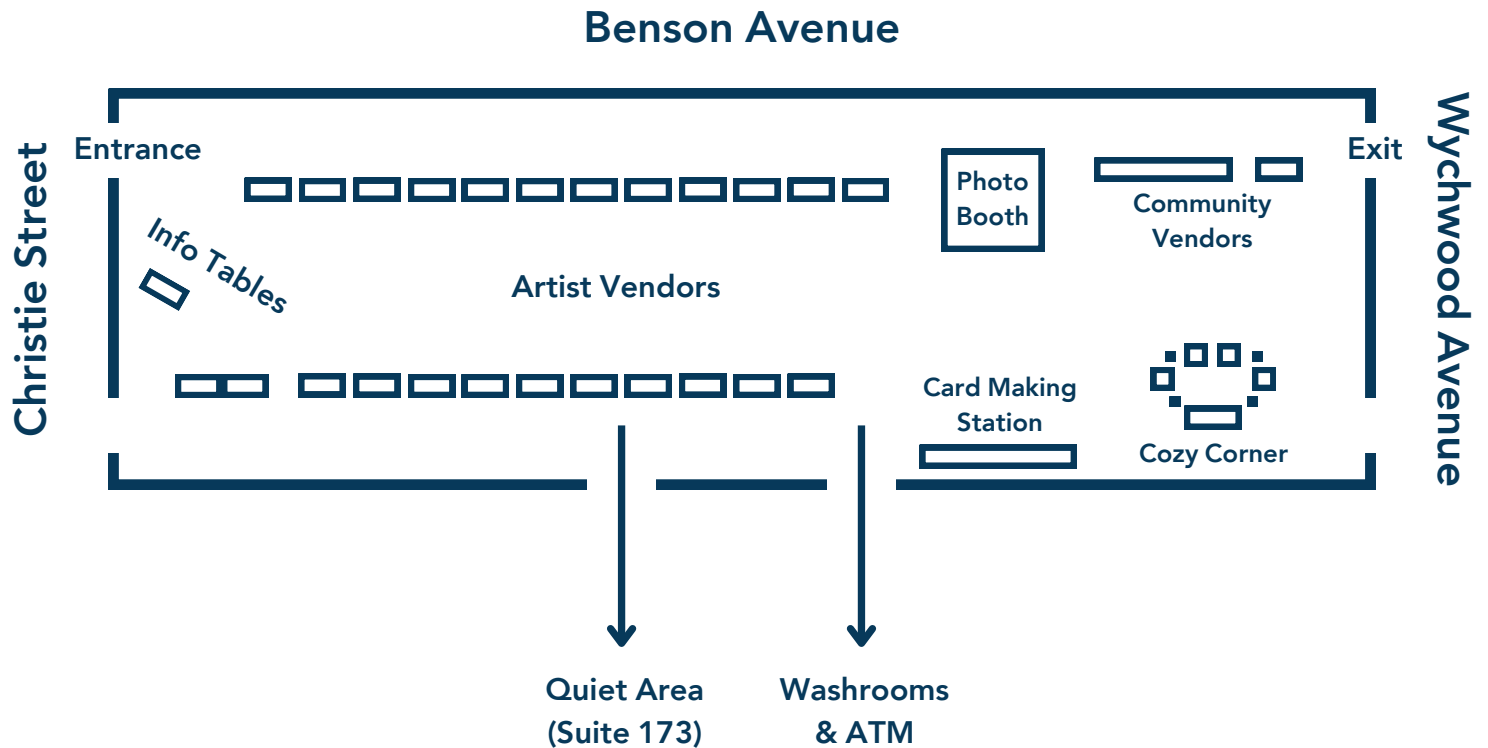 Benson Avenue
Christie Street
Entrance
Info Tables
Artist Vendors
Photo
Booth
Community
Vendors
Exit
Wychwood Avenue
Card Making
Station
Cozy Corner
Quiet Area
(Suite 173)
Washrooms
& ATM